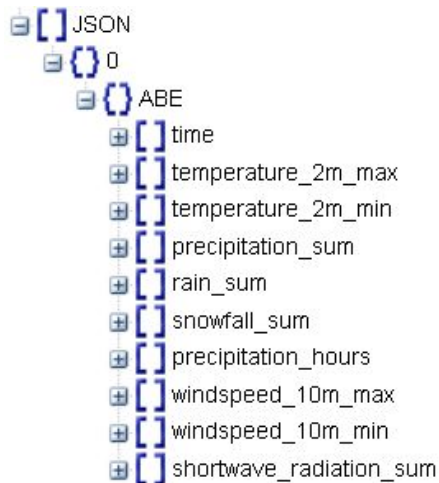 JSON
0
ABE
time
temperature_2m_max
temperature_2m_min
precipitation_sum
rain_sum
snowfall_sum
precipitation_hours
windspeed_10m_max
windspeed_10m_min
shortwave_radiation_sum